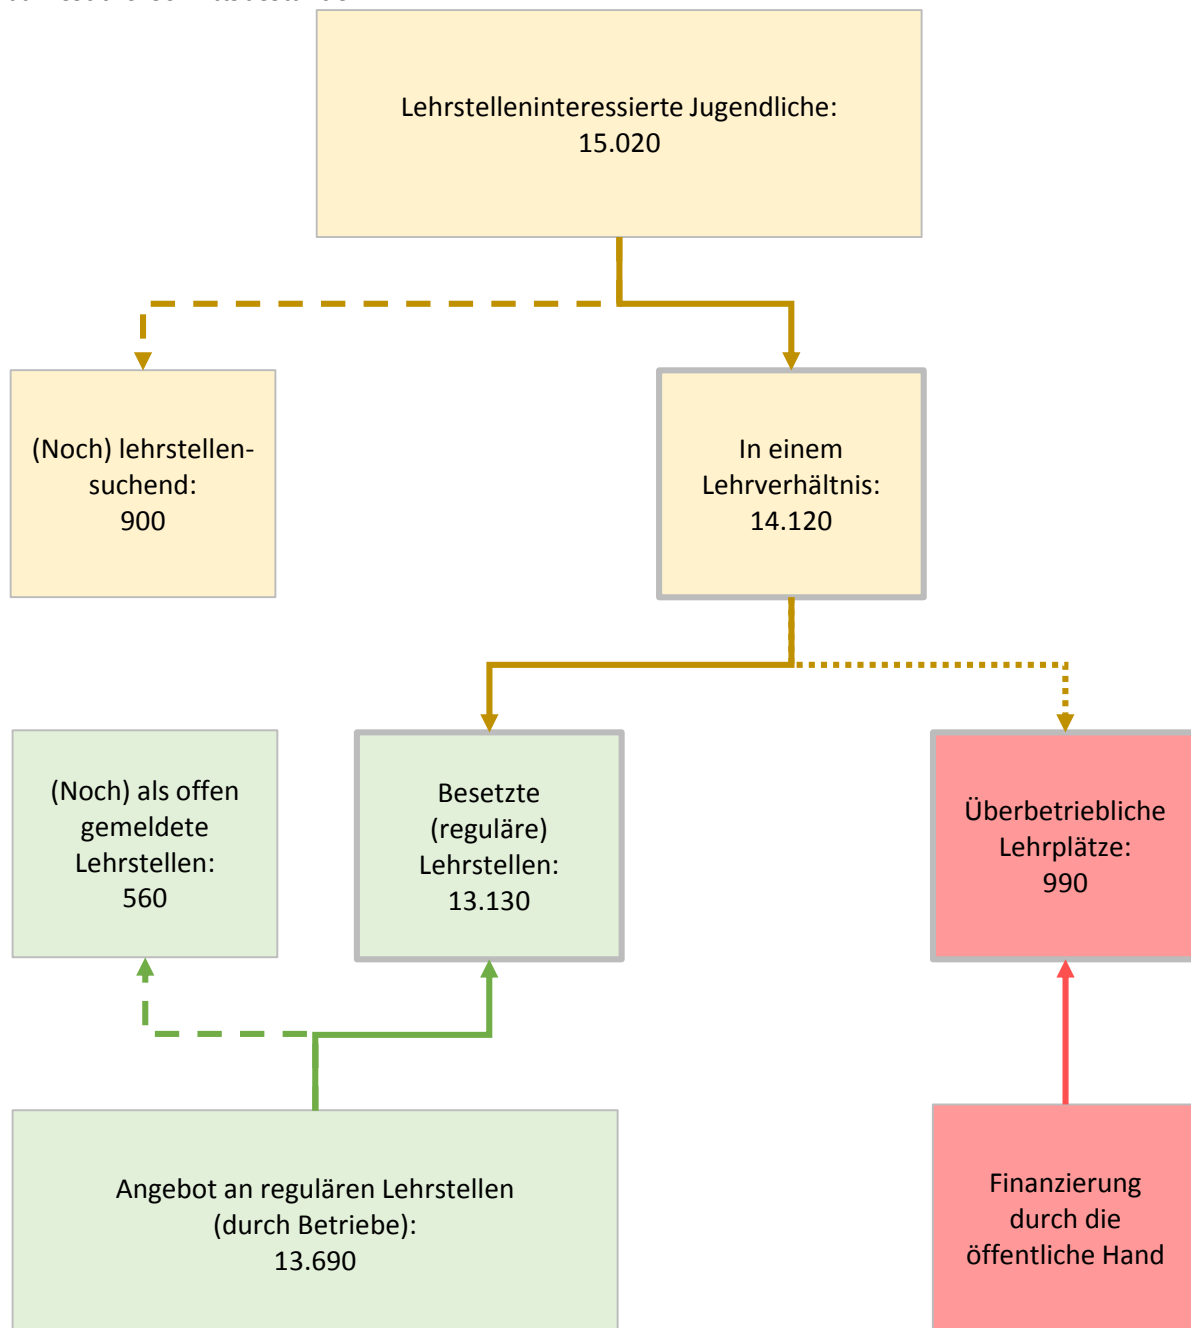 Lehrstelleninteressierte Jugendliche:
15.020
(Noch) lehrstellen-
suchend:
900
In einem
Lehrverhältnis:
14.120
(Noch) als offen
gemeldete
Lehrstellen:
560
Besetzte
(reguläre)
Lehrstellen:
13.130
Überbetriebliche
Lehrplätze:
990
Angebot an regulären Lehrstellen
(durch Betriebe):
13.690
Finanzierung
durch die
öffentliche Hand